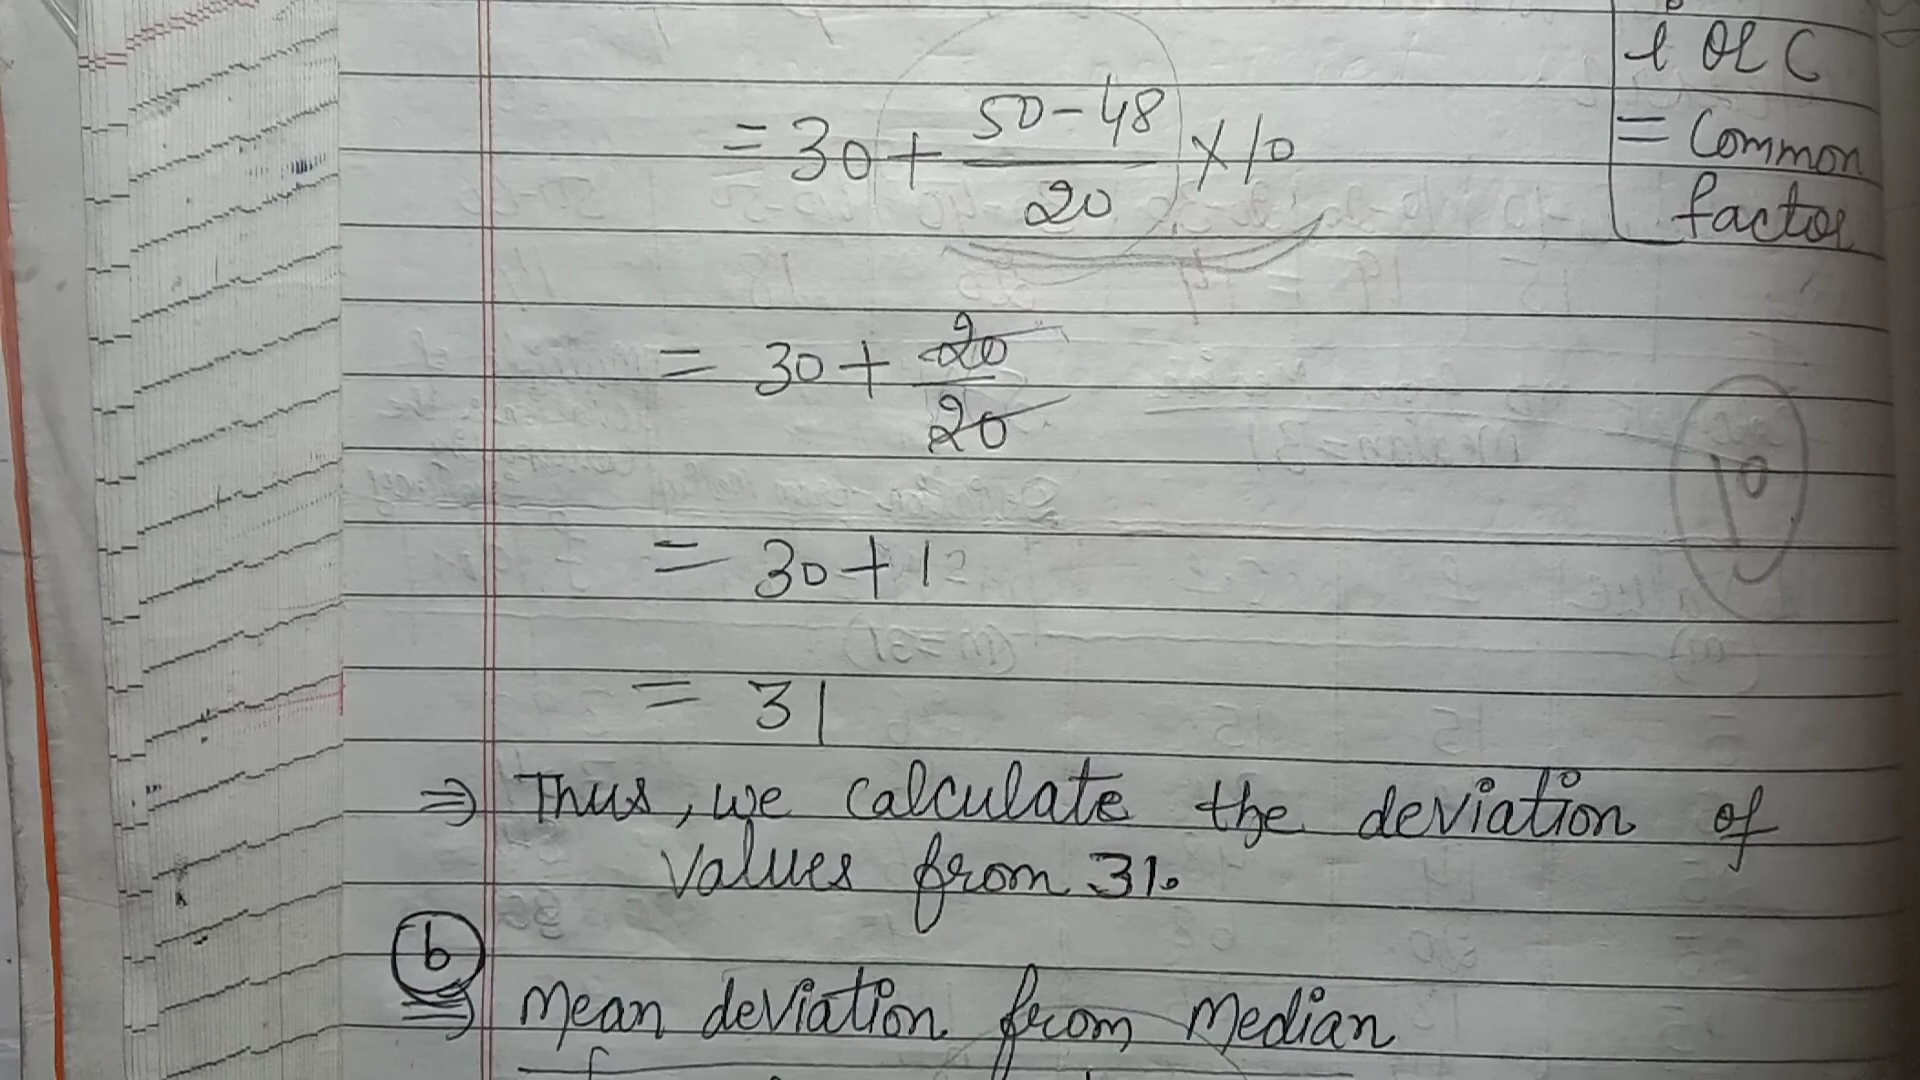 i or C
= Common
factor
= 30 + 50 - 48 / 20 × 10
= 30 + 20 / 20
= 30 + 1
= 31
⇒ Thus, we calculate the deviation of
values from 31.
(b)
⇒ Mean deviation from Median